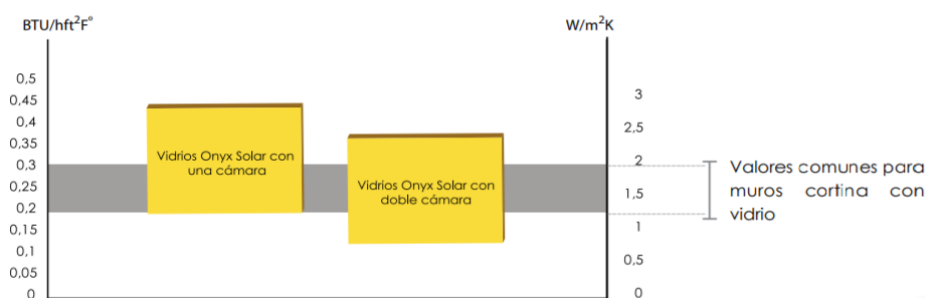 BTU/hft²F°
W/m²K
0,5
0,45
0,4
0,35
0,3
0,25
0,2
0,15
0,1
0,05
0
Vidrios Onyx Solar con
una cámara
Vidrios Onyx Solar con
doble cámara
3
2,5
2
1,5
1
0,5
0
Valores comunes para
muros cortina con
vidrio